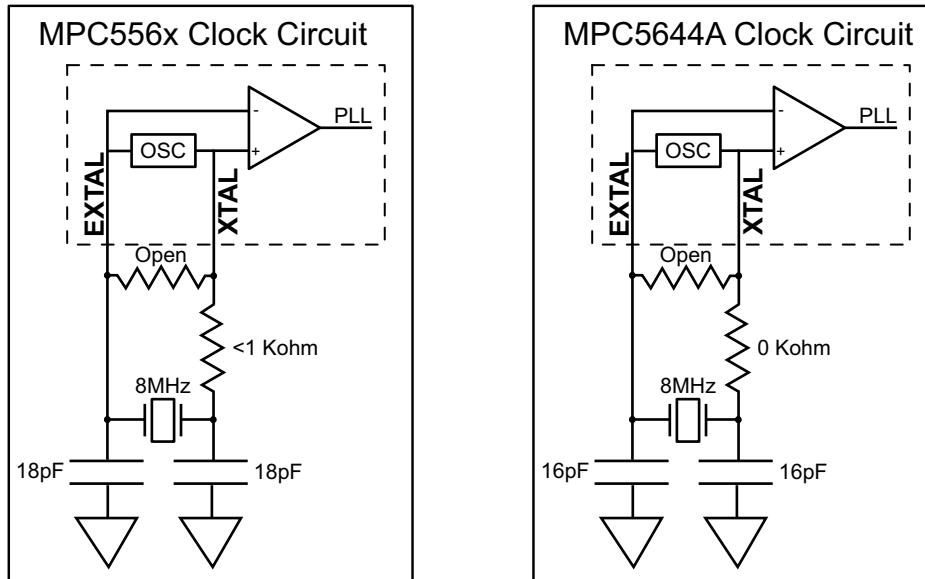 MPC556x Clock Circuit
PLL
-
OSC
+
EXTAL
XTAL
Open
<1 Kohm
8MHz
18pF
18pF
MPC5644A Clock Circuit
PLL
-
OSC
+
EXTAL
XTAL
Open
0 Kohm
8MHz
16pF
16pF